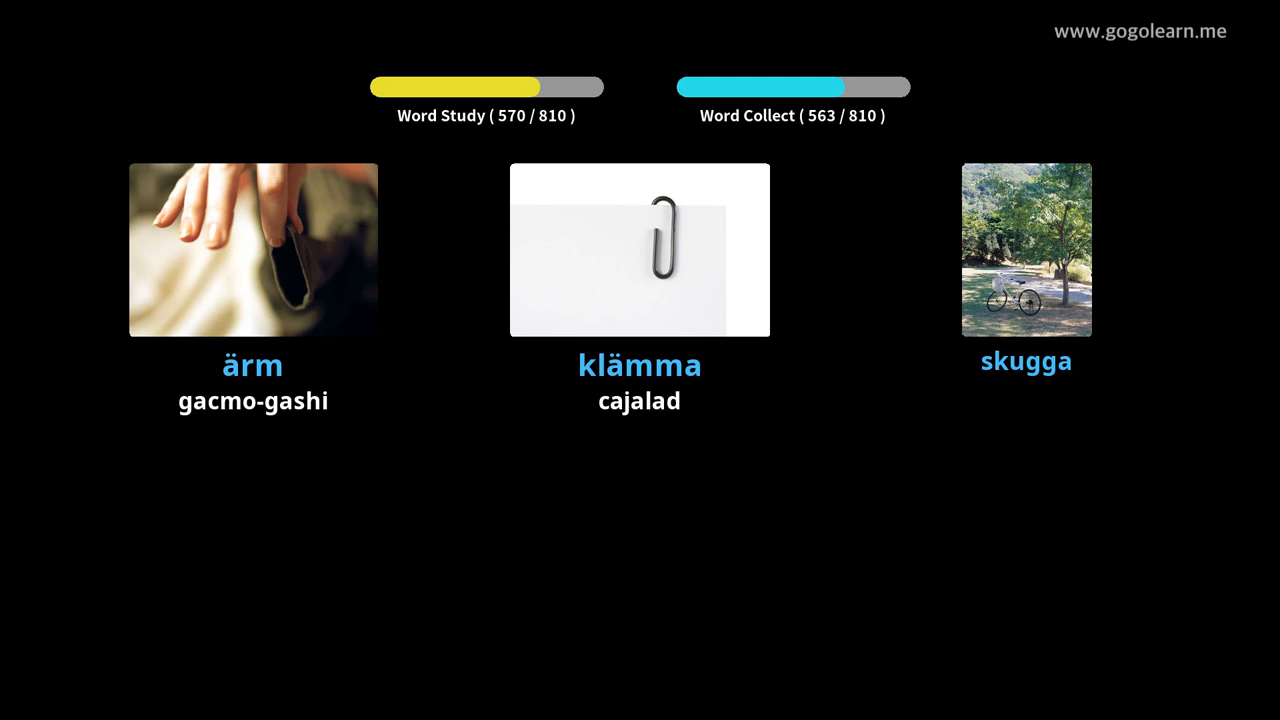 www.gogolearn.me
Word Study ( 570 / 810 )
Word Collect ( 563 / 810 )
ärm
gacmo-gashi
klämma
cajalad
skugga